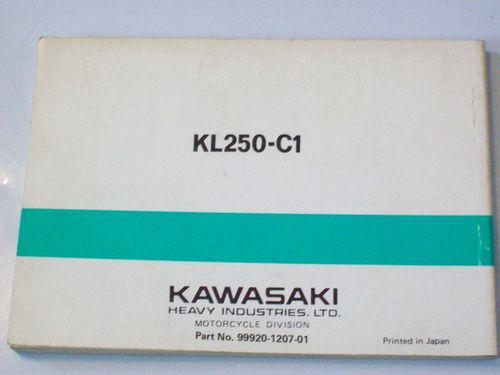 KL250-C1
KAWASAKI
HEAVY INDUSTRIES. LTD.
MOTORCYCLE DIVISION
Part No. 99920-1207-01
Printed in Japan